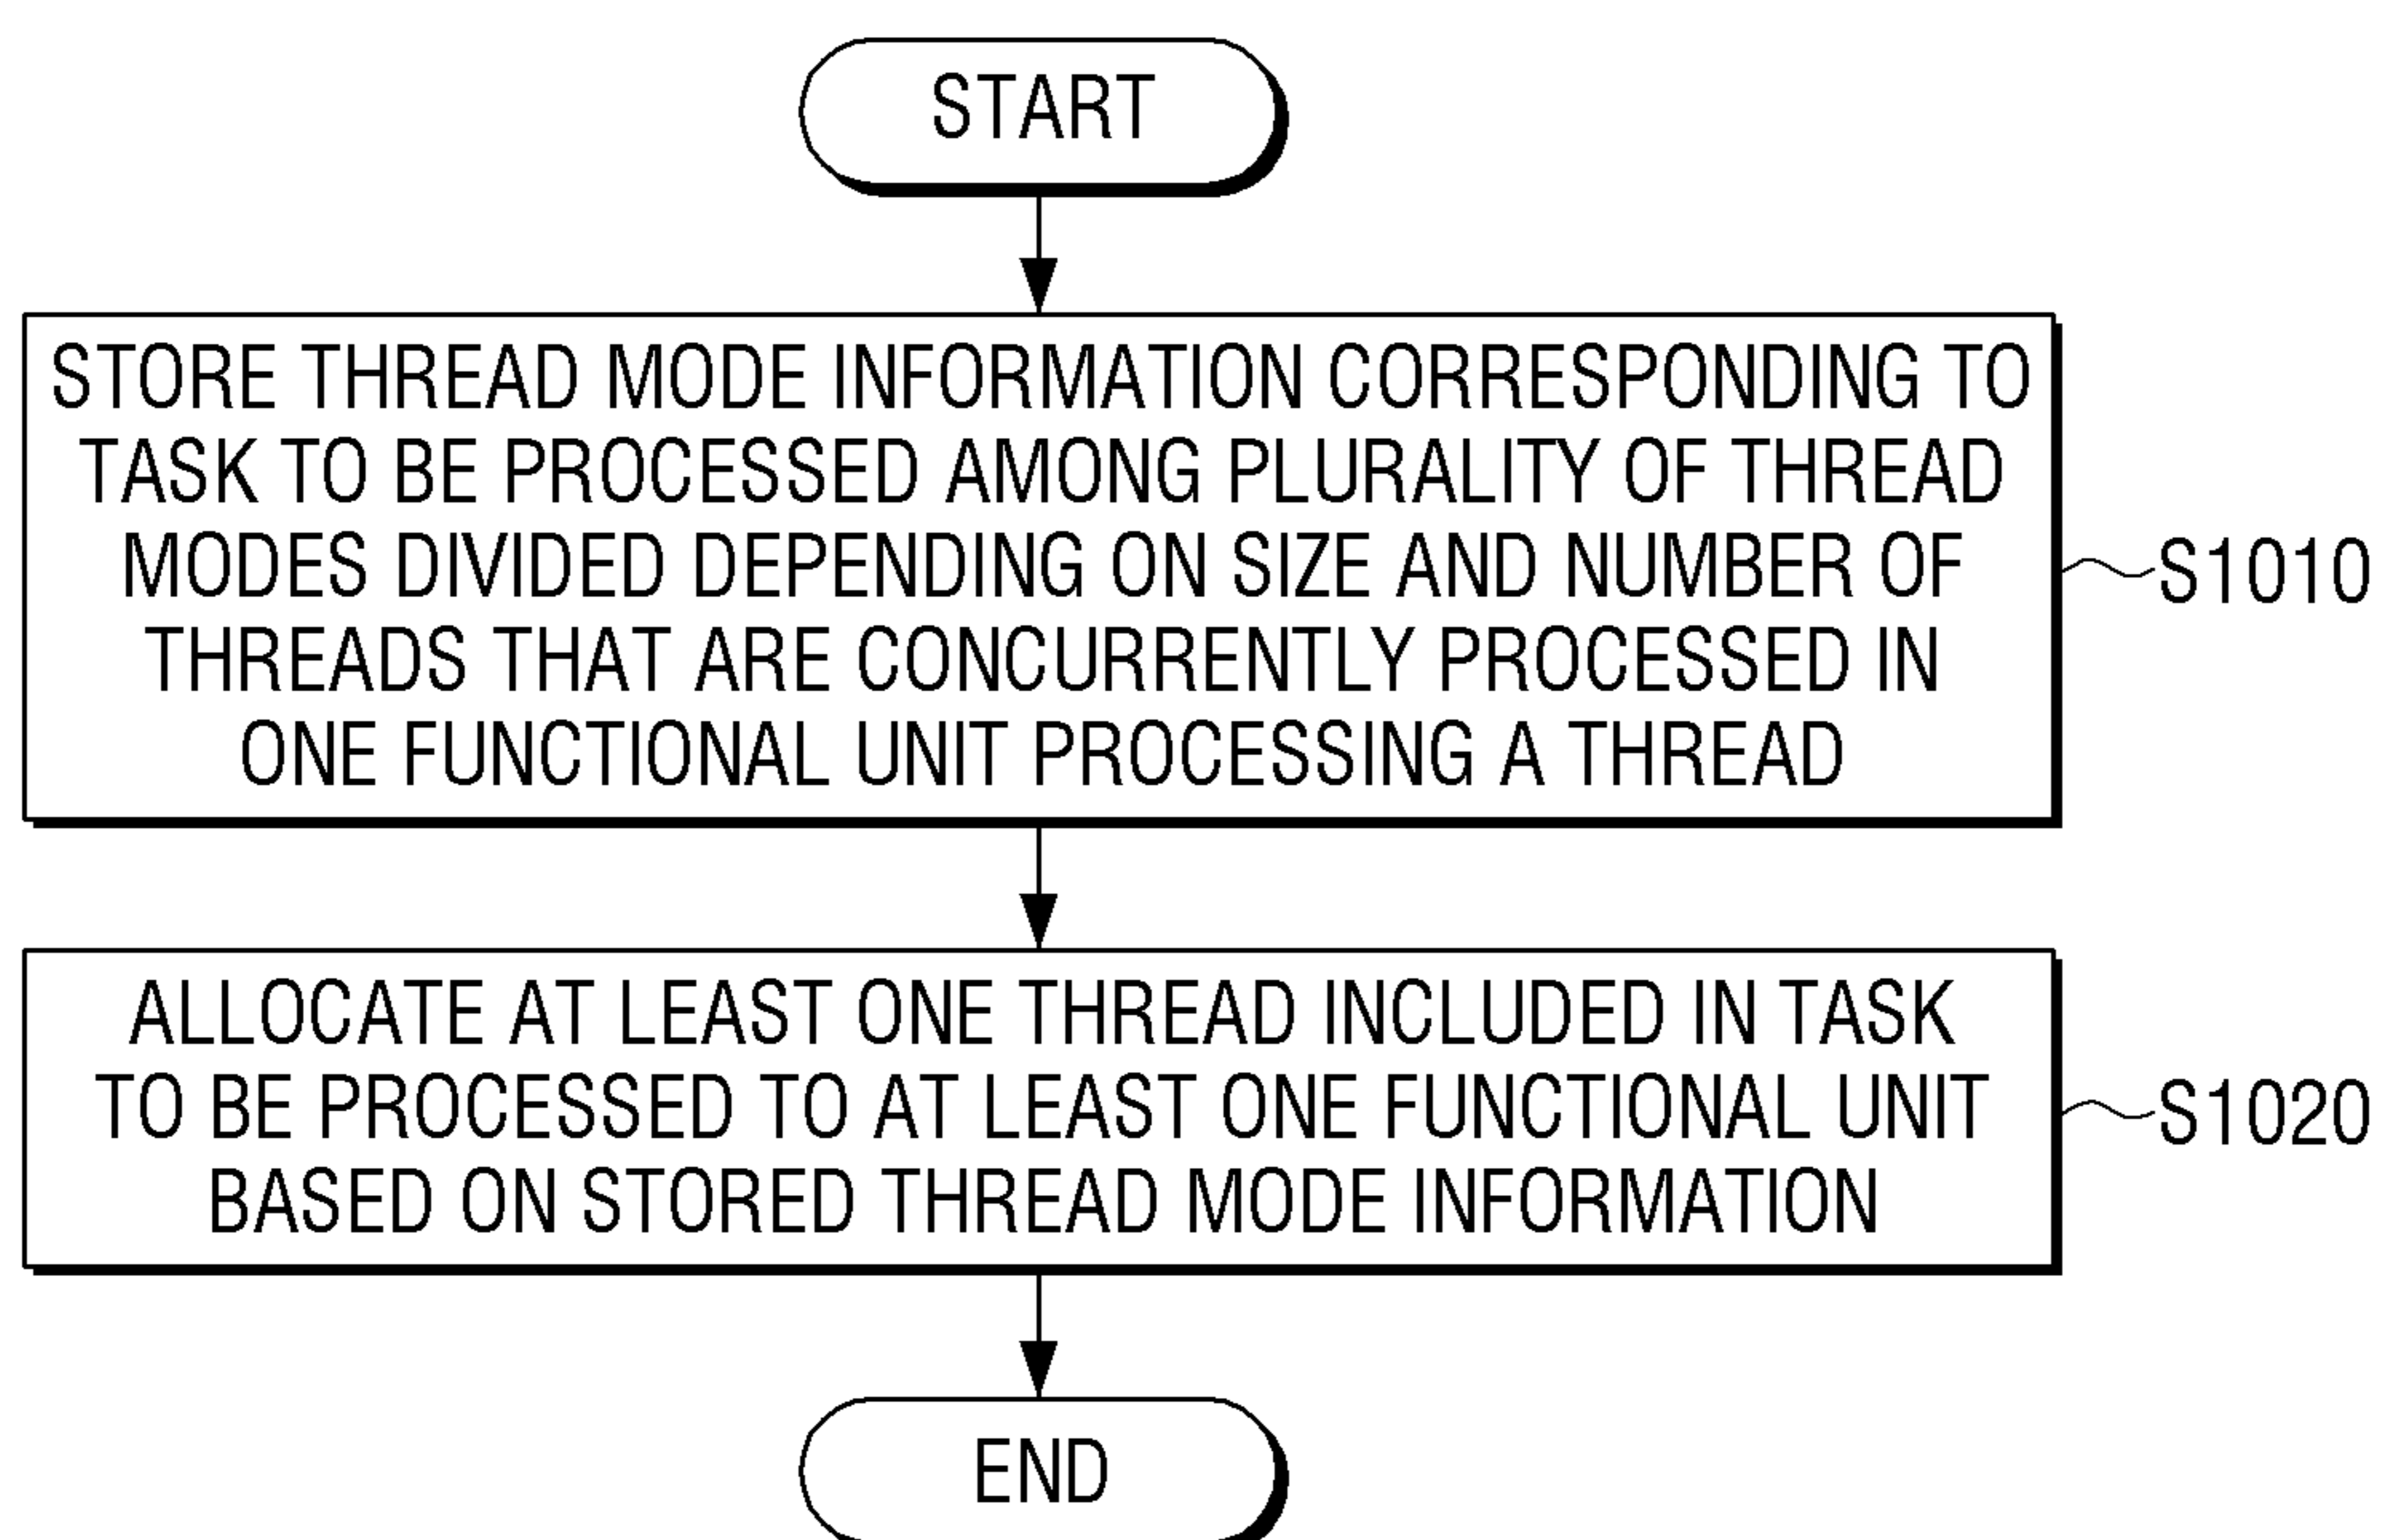 START
STORE THREAD MODE INFORMATION CORRESPONDING TO
TASK TO BE PROCESSED AMONG PLURALITY OF THREAD
MODES DIVIDED DEPENDING ON SIZE AND NUMBER OF
THREADS THAT ARE CONCURRENTLY PROCESSED IN
ONE FUNCTIONAL UNIT PROCESSING A THREAD
S1010
ALLOCATE AT LEAST ONE THREAD INCLUDED IN TASK
TO BE PROCESSED TO AT LEAST ONE FUNCTIONAL UNIT
BASED ON STORED THREAD MODE INFORMATION
S1020
END